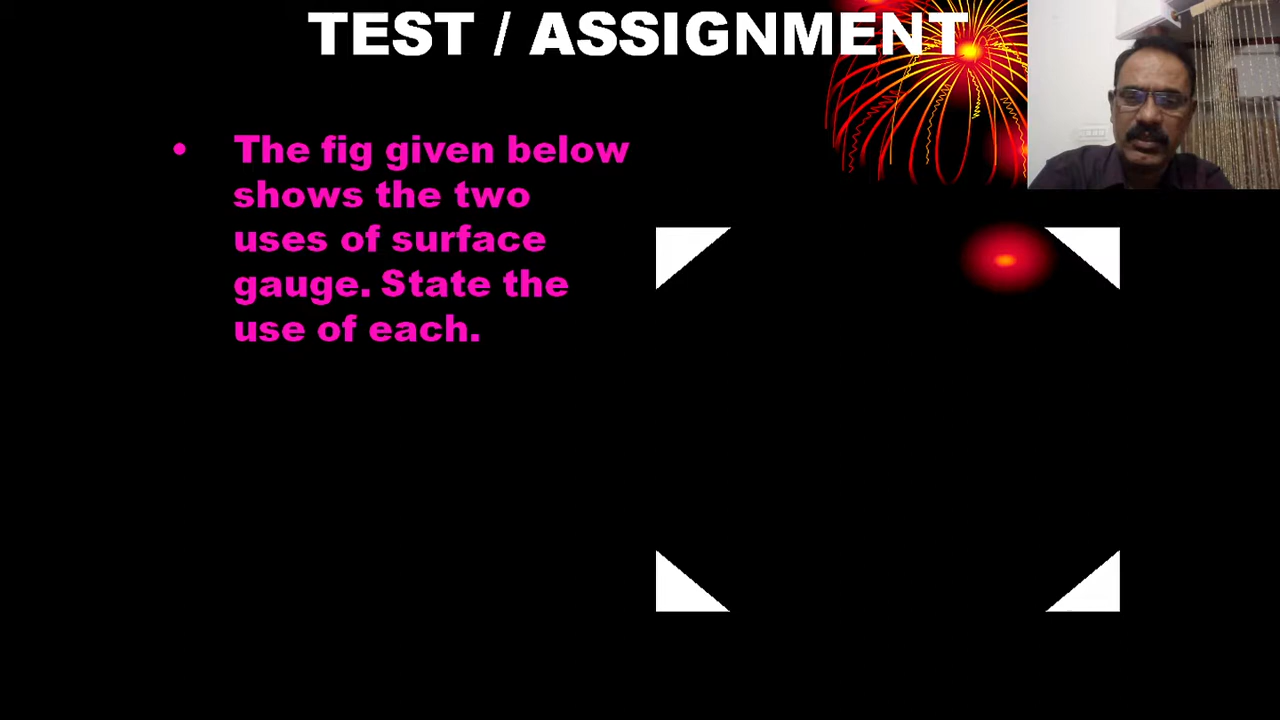 TEST / ASSIGNMENT
• The fig given below
shows the two
uses of surface
gauge. State the
use of each.